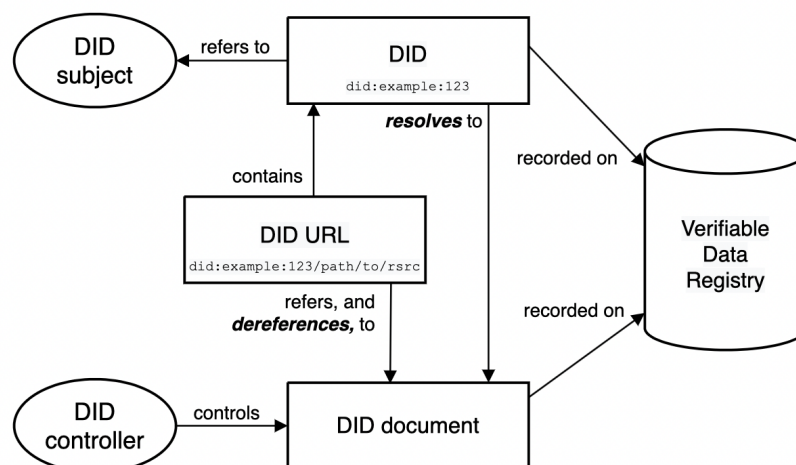 DID
subject
refers to
DID
did:example:123
resolves to
recorded on
contains
DID URL
did:example:123/path/to/rsrc
Verifiable
Data
Registry
refers, and
dereferences, to
recorded on
DID
controller
controls
DID document